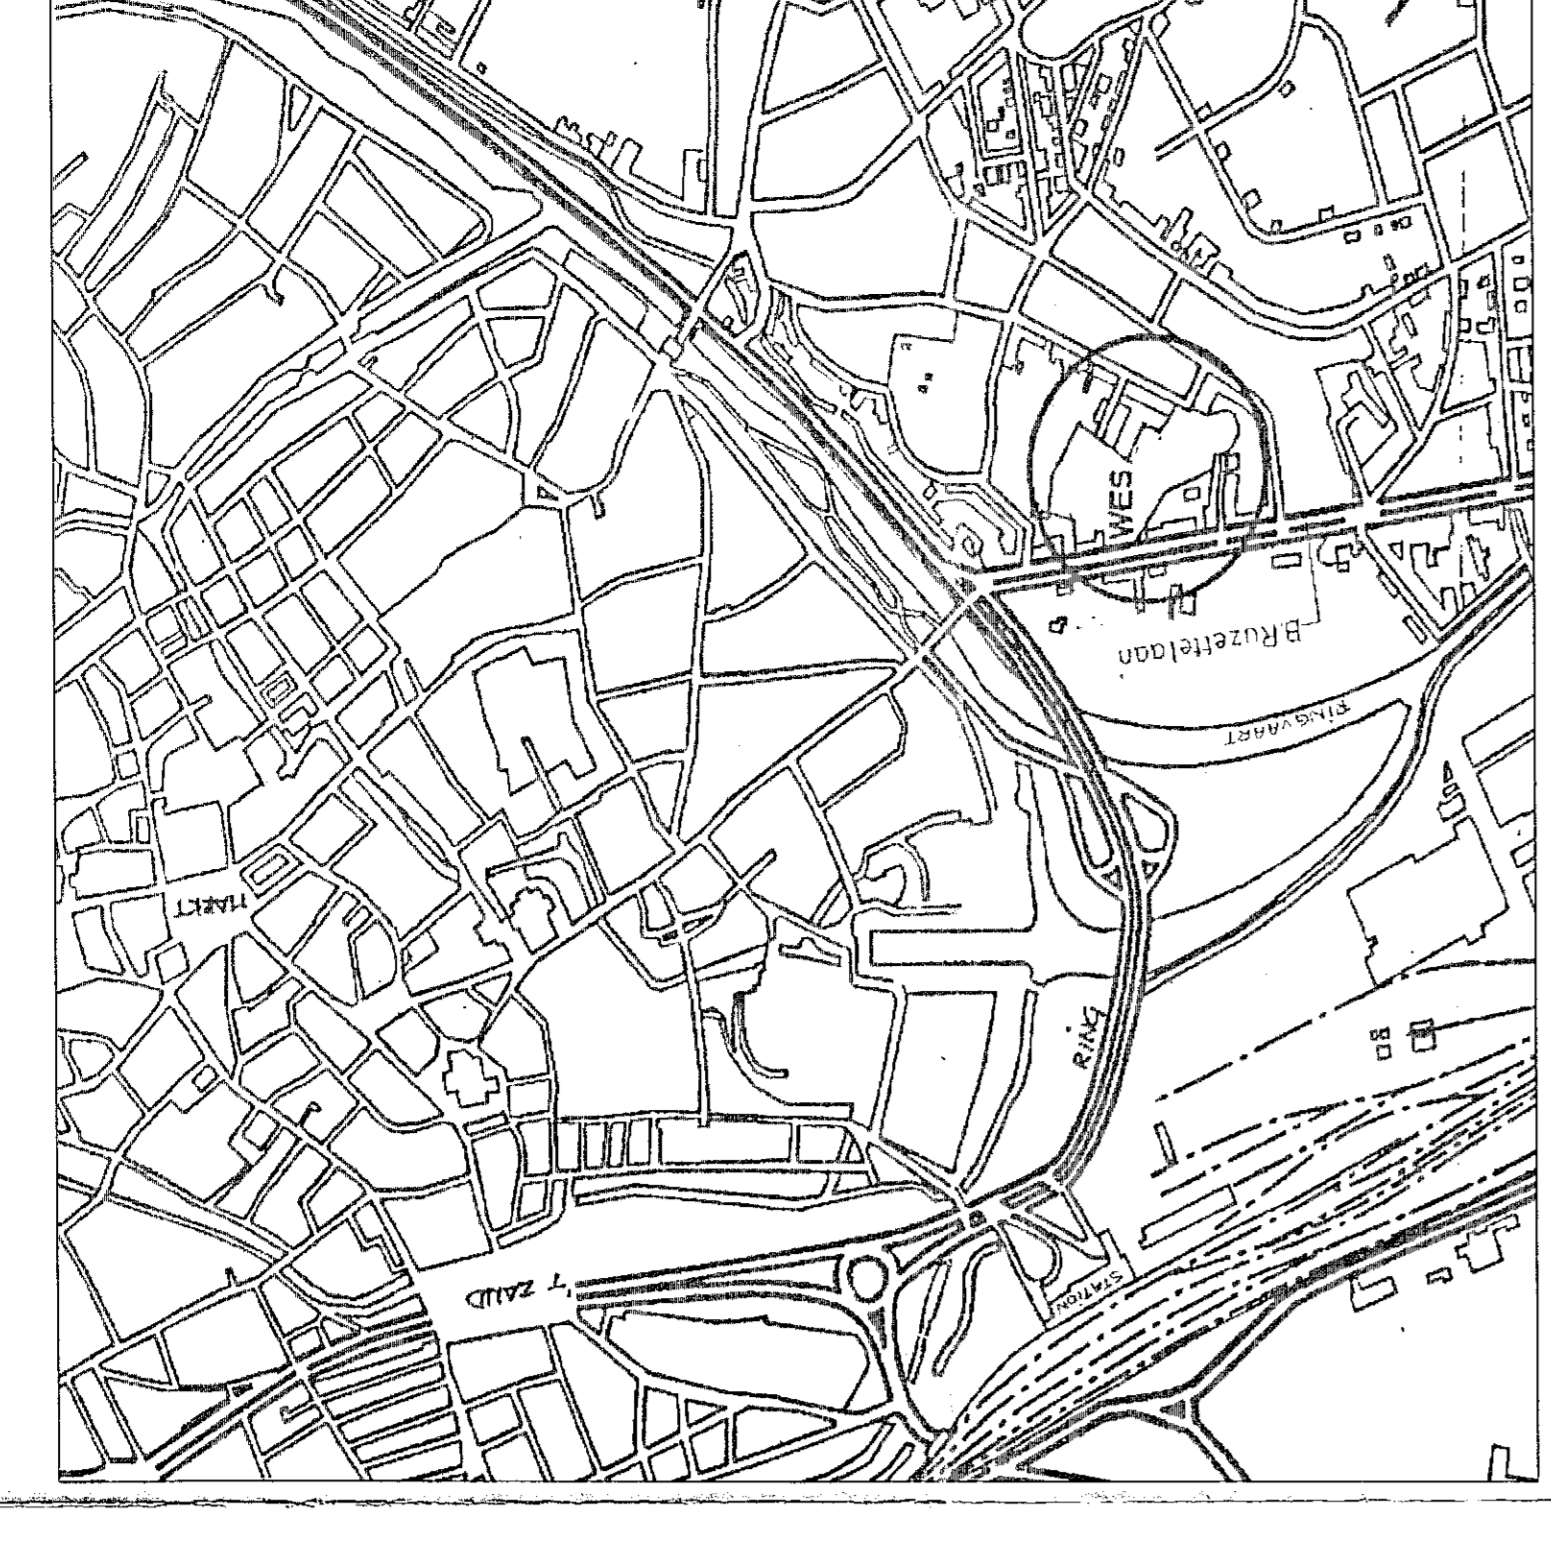 WES
B.Ruzettelaan
RINGVAART
MARKT
RING
'T ZAND
STATION